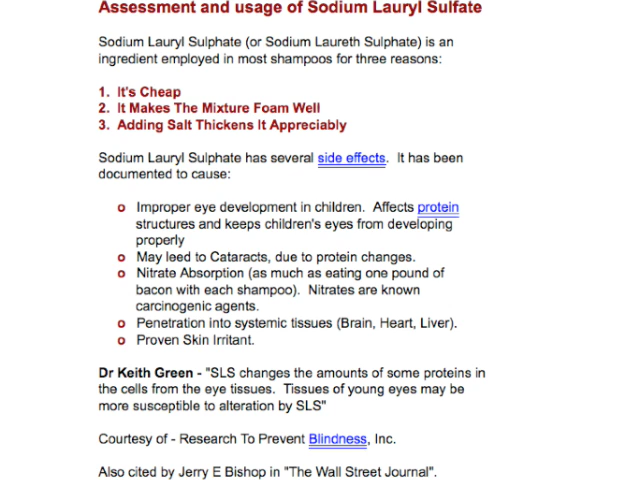 Assessment and usage of Sodium Lauryl Sulfate
Sodium Lauryl Sulphate (or Sodium Laureth Sulphate) is an
ingredient employed in most shampoos for three reasons:
1. It's Cheap
2. It Makes The Mixture Foam Well
3. Adding Salt Thickens It Appreciably
Sodium Lauryl Sulphate has several side effects. It has been
documented to cause:
o Improper eye development in children. Affects protein
structures and keeps children's eyes from developing
properly
o May leed to Cataracts, due to protein changes.
o Nitrate Absorption (as much as eating one pound of
bacon with each shampoo). Nitrates are known
carcinogenic agents.
o Penetration into systemic tissues (Brain, Heart, Liver).
o Proven Skin Irritant.
Dr Keith Green - "SLS changes the amounts of some proteins in
the cells from the eye tissues. Tissues of young eyes may be
more susceptible to alteration by SLS"
Courtesy of - Research To Prevent Blindness, Inc.
Also cited by Jerry E Bishop in "The Wall Street Journal".